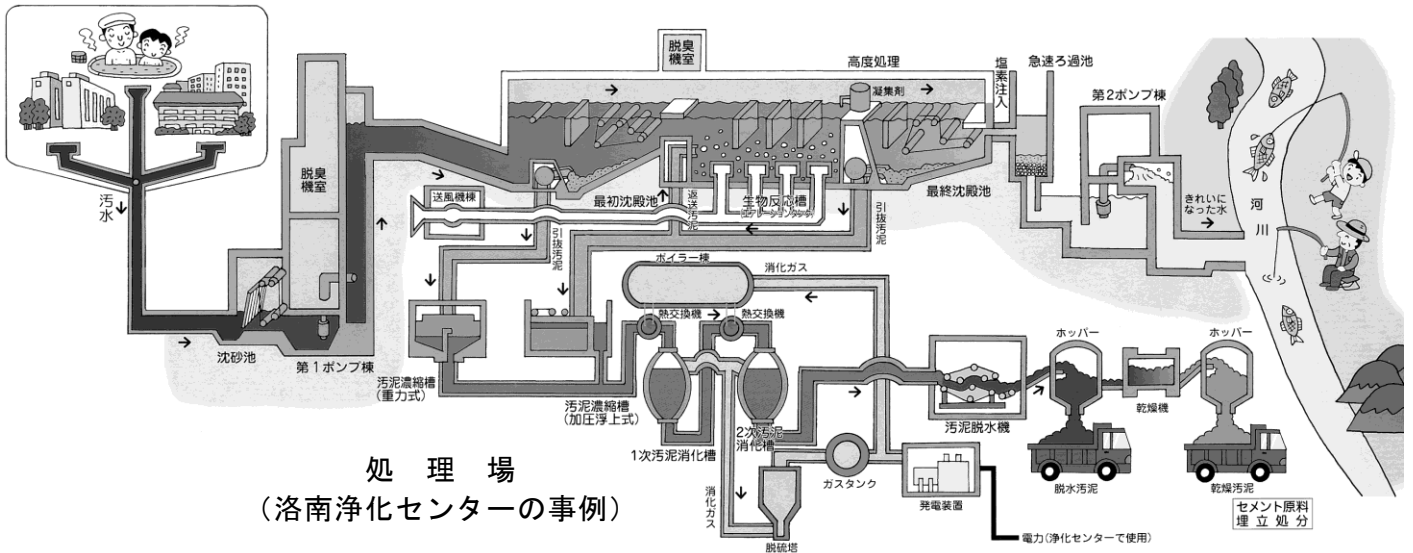 脱臭
機室
高度処理
塩素注入
急速ろ過池
凝集剤
第2ポンプ棟
脱臭
機室
汚水
送風機棟
最初沈殿池
返送汚泥
生物反応槽
(エアレーションタンク)
最終沈殿池
きれいに
なった水
河川
引抜汚泥
引抜汚泥
ボイラー棟
消化ガス
熱交換機
熱交換機
沈砂池
第1ポンプ棟
汚泥濃縮槽
(重力式)
汚泥濃縮槽
(加圧浮上式)
1次汚泥消化槽
2次汚泥
消化槽
汚泥脱水機
ホッパー
乾燥機
ホッパー
脱水汚泥
乾燥汚泥
セメント原料
埋立処分
消化ガス
脱硫塔
ガスタンク
発電装置
電力(浄化センターで使用)
処理場
(洛南浄化センターの事例)